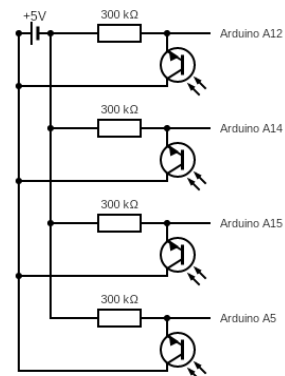 +5V
300 kΩ
Arduino A12
300 kΩ
Arduino A14
300 kΩ
Arduino A15
300 kΩ
Arduino A5